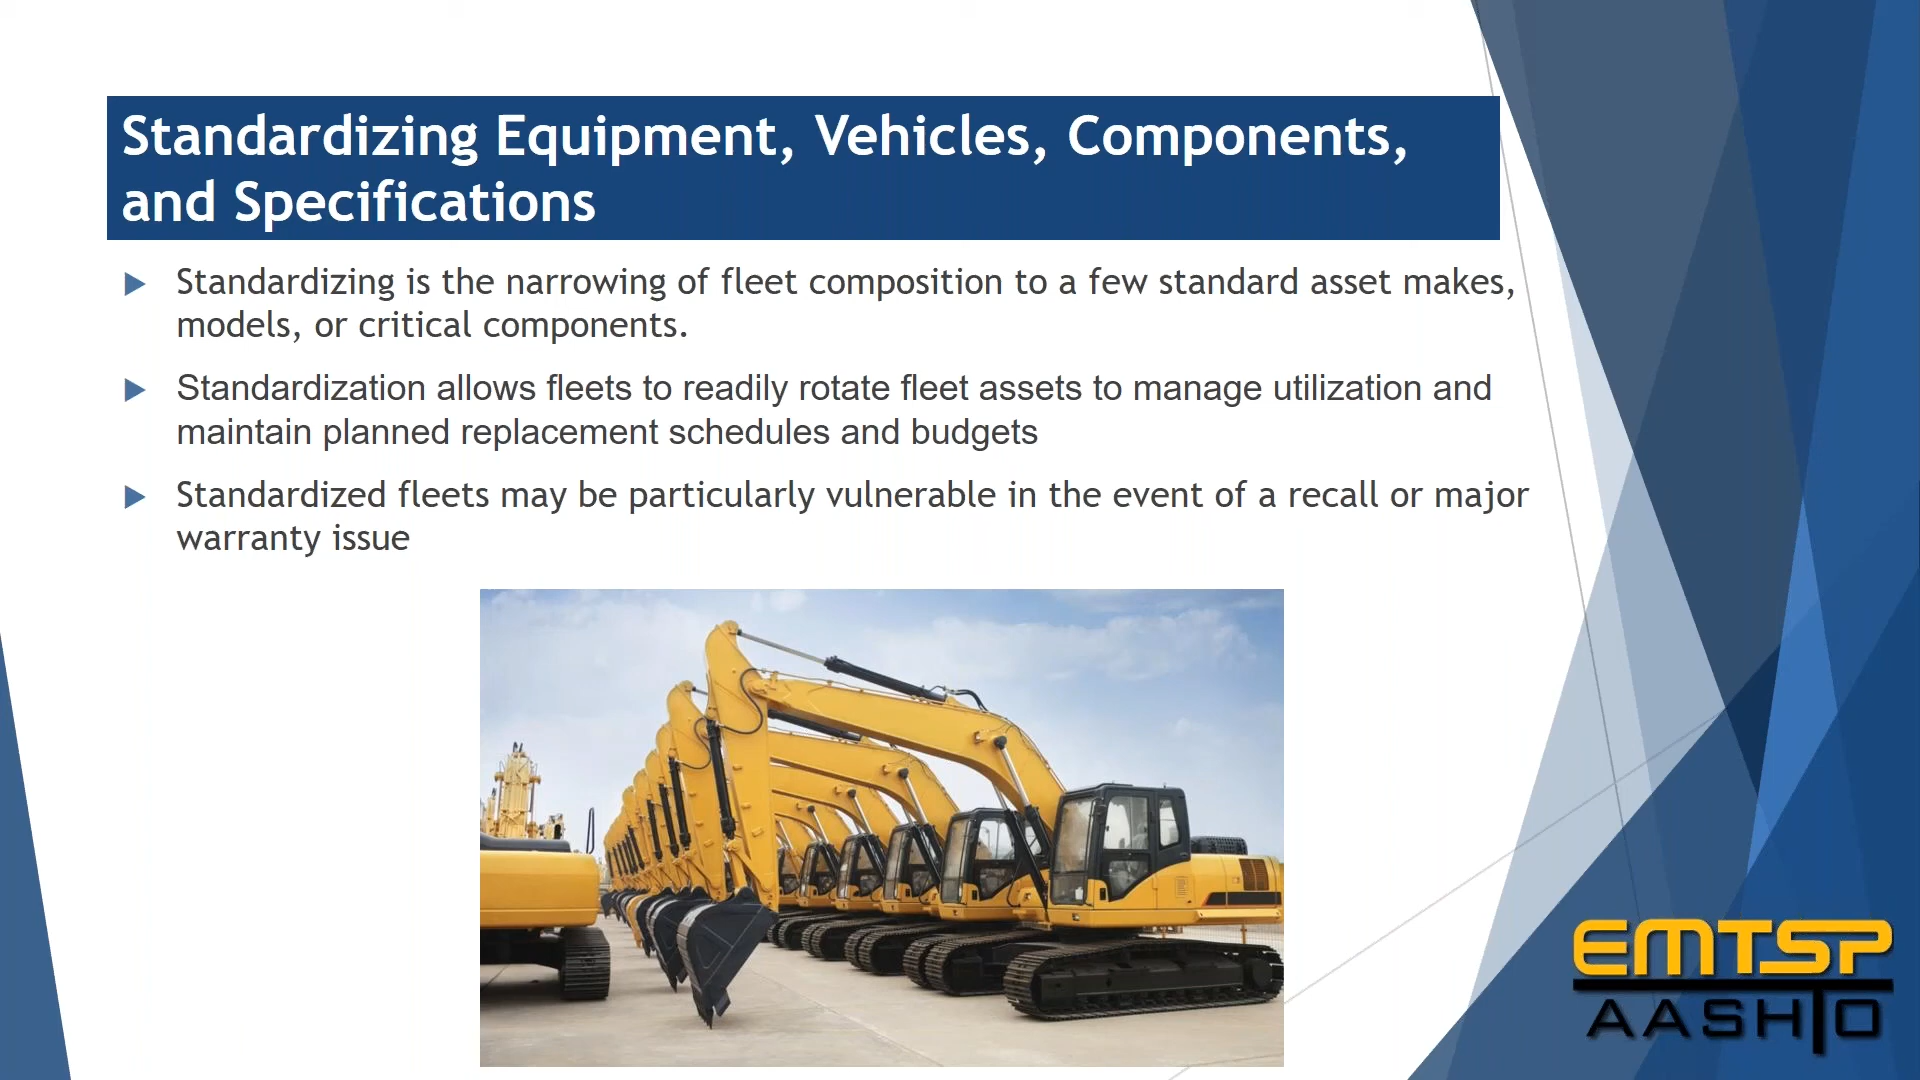 Standardizing Equipment, Vehicles, Components,
and Specifications
Standardizing is the narrowing of fleet composition to a few standard asset makes,
models, or critical components.
Standardization allows fleets to readily rotate fleet assets to manage utilization and
maintain planned replacement schedules and budgets
Standardized fleets may be particularly vulnerable in the event of a recall or major
warranty issue
EMTSP
AASHTO